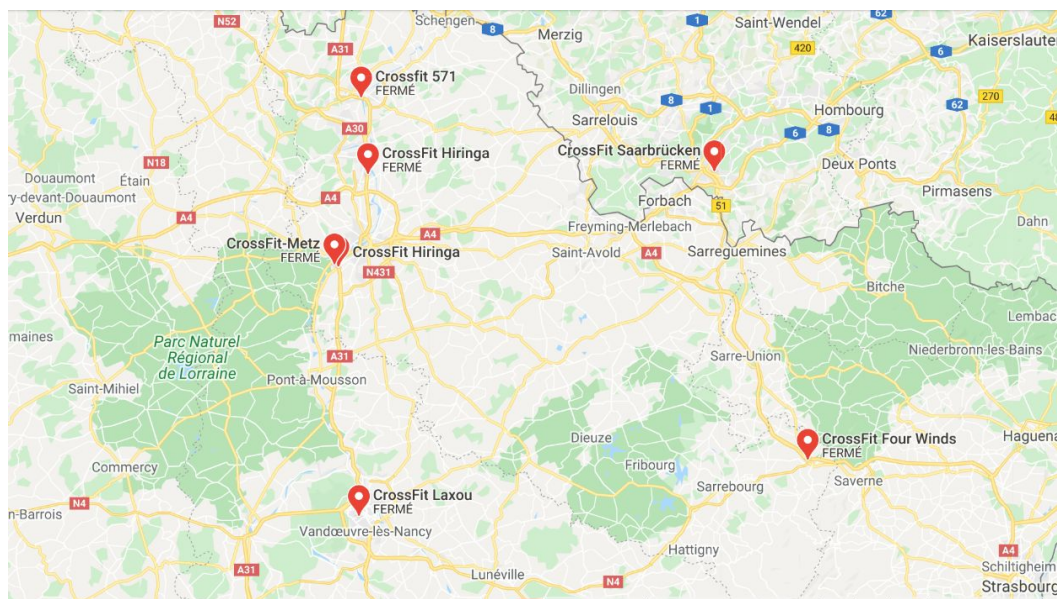 N52
A31
Schengen
8
Merzig
1
Saint-Wendel
62
420
6
Kaiserslauter
Crossfit 571
FERMÉ
Dillingen
8
1
Hombourg
62
270
48
Sarrelouis
A30
6
8
CrossFit Hiringa
FERMÉ
CrossFit Saarbrücken
FERMÉ
N18
Douaumont
Étain
ry-devant-Douaumont
Verdun
Deux Ponts
Pirmasens
A4
A4
Forbach
51
Freyming-Merlebach
Dahn
A4
CrossFit-Metz
FERMÉ
CrossFit Hiringa
Saint-Avold
A4
Sarreguemines
N431
Bitche
Lembac
maines
Parc Naturel
Régional
de Lorraine
A31
Sarre-Union
Niederbronn-les-Bains
Saint-Mihiel
Pont-à-Mousson
Dieuze
CrossFit Four Winds
FERMÉ
Haguena
Commercy
Fribourg
Sarrebourg
Saverne
N4
n-Barrois
CrossFit Laxou
FERMÉ
Vandœuvre-lès-Nancy
Hattigny
A4
A31
Lunéville
N4
Schiltigheim
Strasbourg